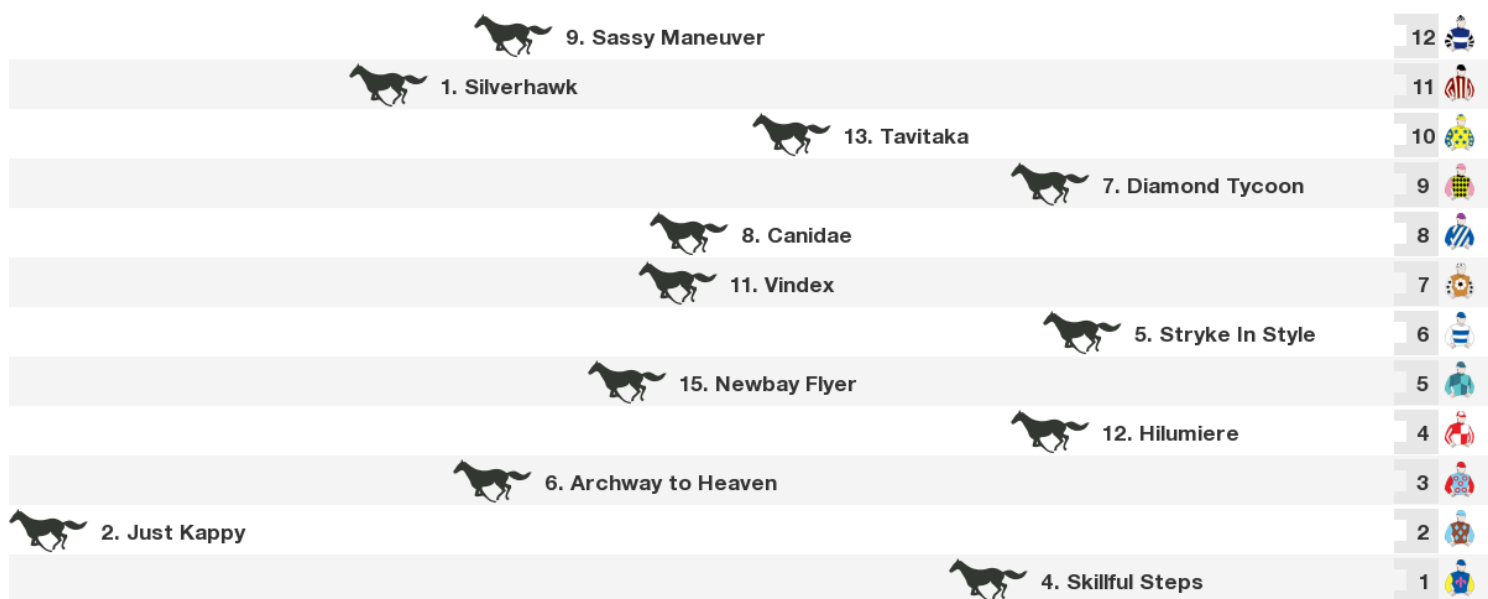 9. Sassy Maneuver 12
1. Silverhawk 11
13. Tavitaka 10
7. Diamond Tycoon 9
8. Canidae 8
11. Vindex 7
5. Stryke In Style 6
15. Newbay Flyer 5
12. Hilumiere 4
6. Archway to Heaven 3
2. Just Kappy 2
4. Skillful Steps 1